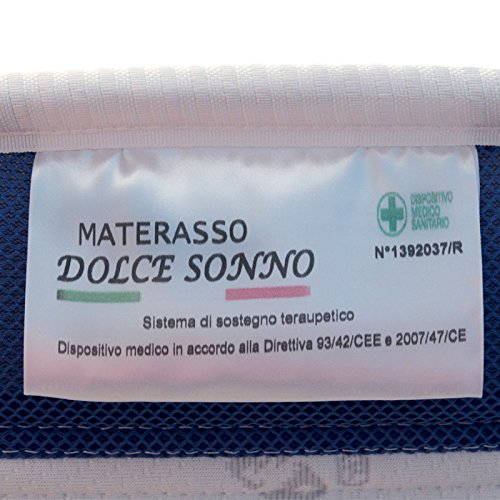 MATERASSO
DOLCE SONNO
DISPOSITIVO
MEDICO
SANITARIO
N°1392037/R
Sistema di sostegno teraupetico
Dispositivo medico in accordo alla Direttiva 93/42/CEE e 2007/47/CE